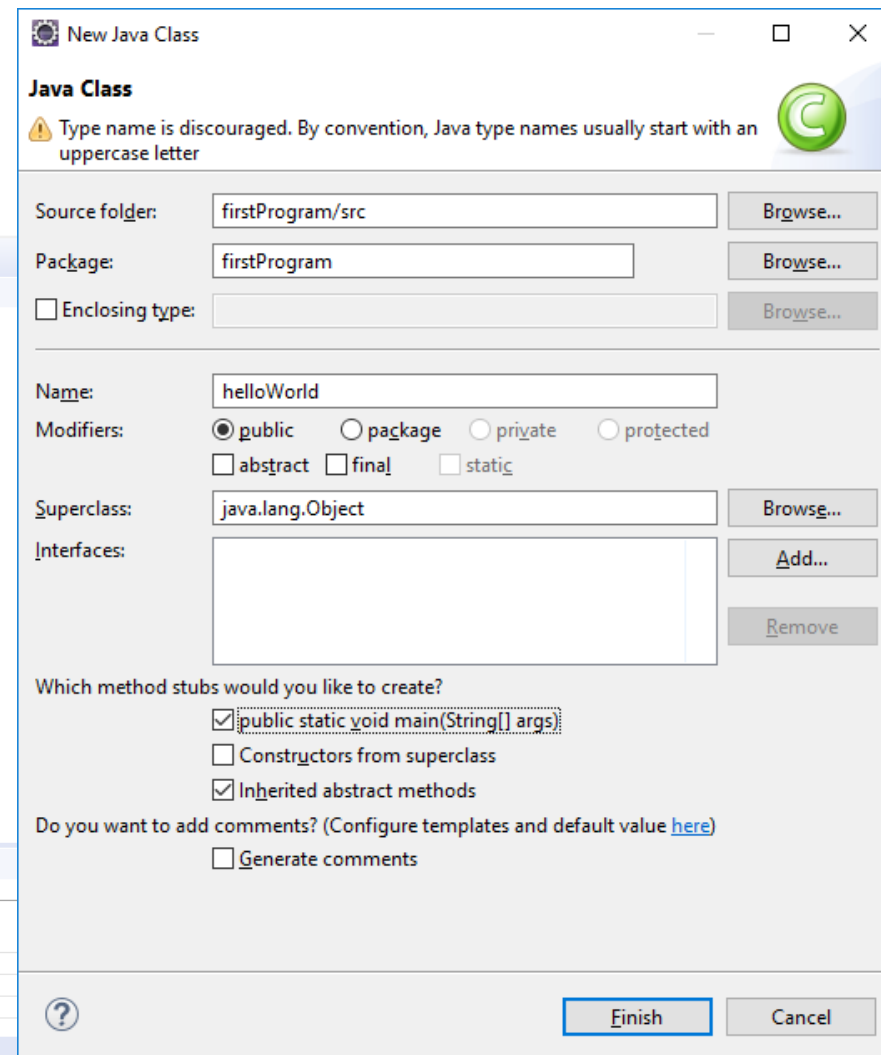 New Java Class
Java Class
Type name is discouraged. By convention, Java type names usually start with an
uppercase letter
Source folder: firstProgram/src Browse...
Package: firstProgram Browse...
Enclosing type: Browse...
Name: helloWorld
Modifiers: public package private protected
abstract final static
Superclass: java.lang.Object Browse...
Interfaces: Add...
Remove
Which method stubs would you like to create?
public static void main(String[] args)
Constructors from superclass
Inherited abstract methods
Do you want to add comments? (Configure templates and default value here)
Generate comments
? Finish Cancel